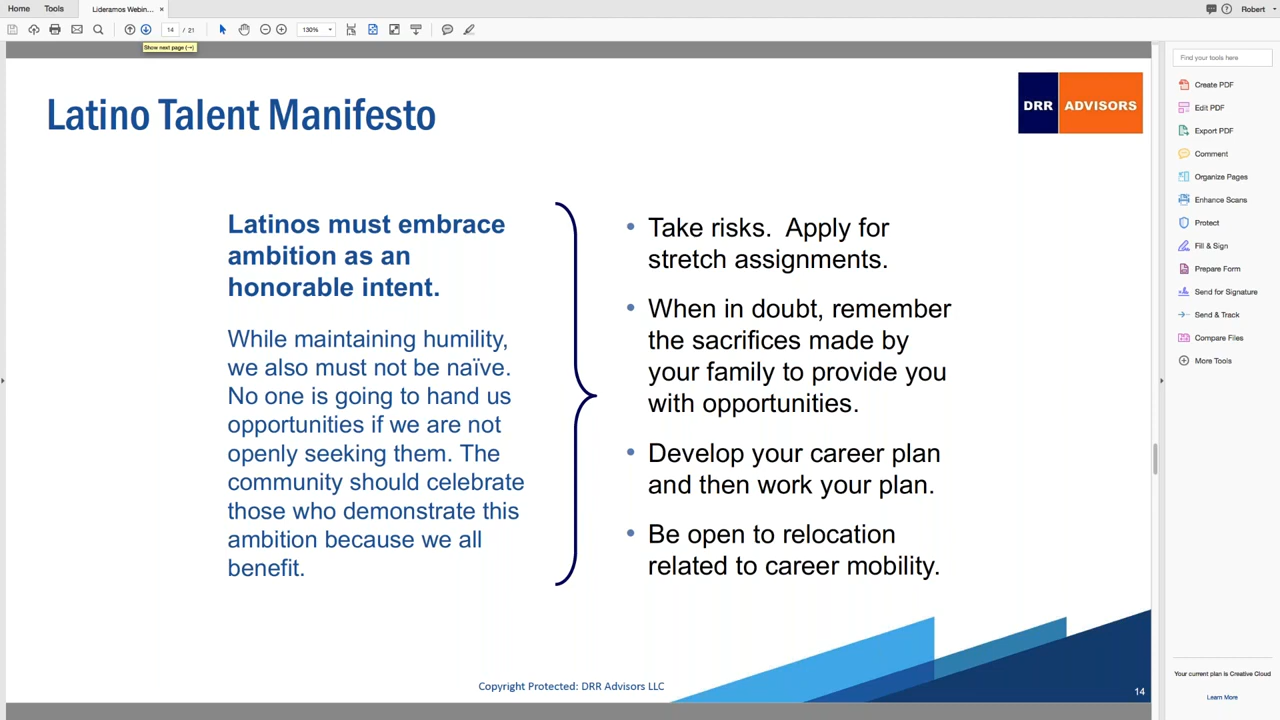 Home
Tools
Lideramos Webin... ×
Robert
14 / 21
130%
Show next page (→)
Find your tools here
Latino Talent Manifesto
DRR ADVISORS
Latinos must embrace
ambition as an
honorable intent.
While maintaining humility,
we also must not be naïve.
No one is going to hand us
opportunities if we are not
openly seeking them. The
community should celebrate
those who demonstrate this
ambition because we all
benefit.
• Take risks.  Apply for
stretch assignments.
• When in doubt, remember
the sacrifices made by
your family to provide you
with opportunities.
• Develop your career plan
and then work your plan.
• Be open to relocation
related to career mobility.
Copyright Protected: DRR Advisors LLC
14
Create PDF
Edit PDF
Export PDF
Comment
Organize Pages
Enhance Scans
Protect
Fill & Sign
Prepare Form
Send for Signature
Send & Track
Compare Files
More Tools
Your current plan is Creative Cloud
Learn More